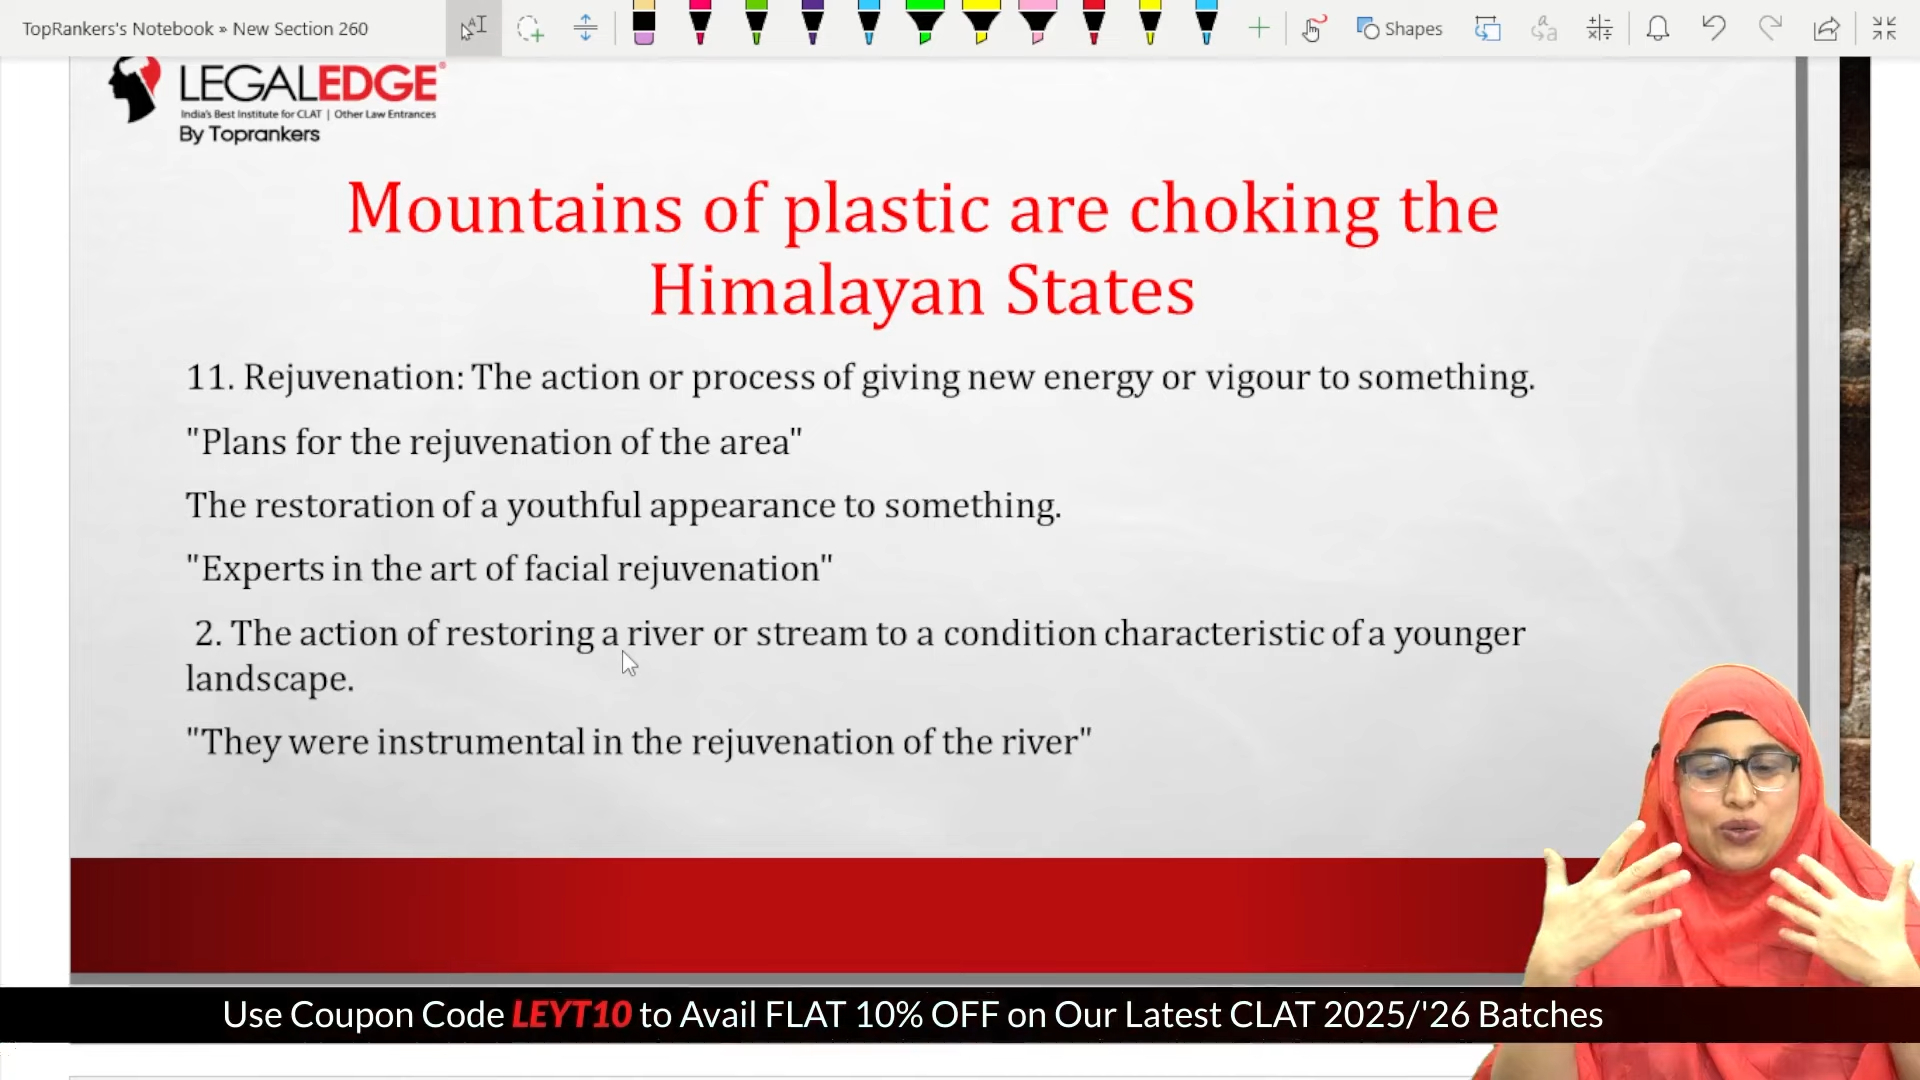 TopRankers's Notebook » New Section 260
Shapes
LEGALEDGE
India's Best Institute for CLAT | Other Law Entrances
By Toprankers
Mountains of plastic are choking the
Himalayan States
11. Rejuvenation: The action or process of giving new energy or vigour to something.
"Plans for the rejuvenation of the area"
The restoration of a youthful appearance to something.
"Experts in the art of facial rejuvenation"
2. The action of restoring a river or stream to a condition characteristic of a younger
landscape.
"They were instrumental in the rejuvenation of the river"
Use Coupon Code LEYT10 to Avail FLAT 10% OFF on Our Latest CLAT 2025/'26 Batches